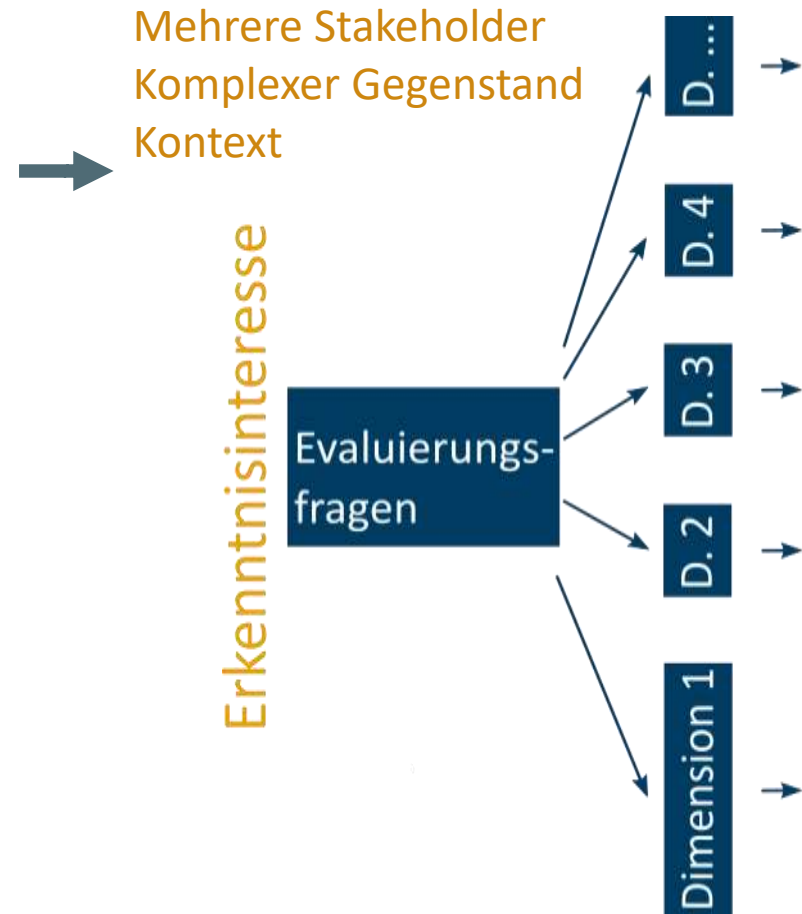 Mehrere Stakeholder
Komplexer Gegenstand
Kontext
Erkenntnisinteresse
Evaluierungs-
fragen
D. ...
D. 4
D. 3
D. 2
Dimension 1